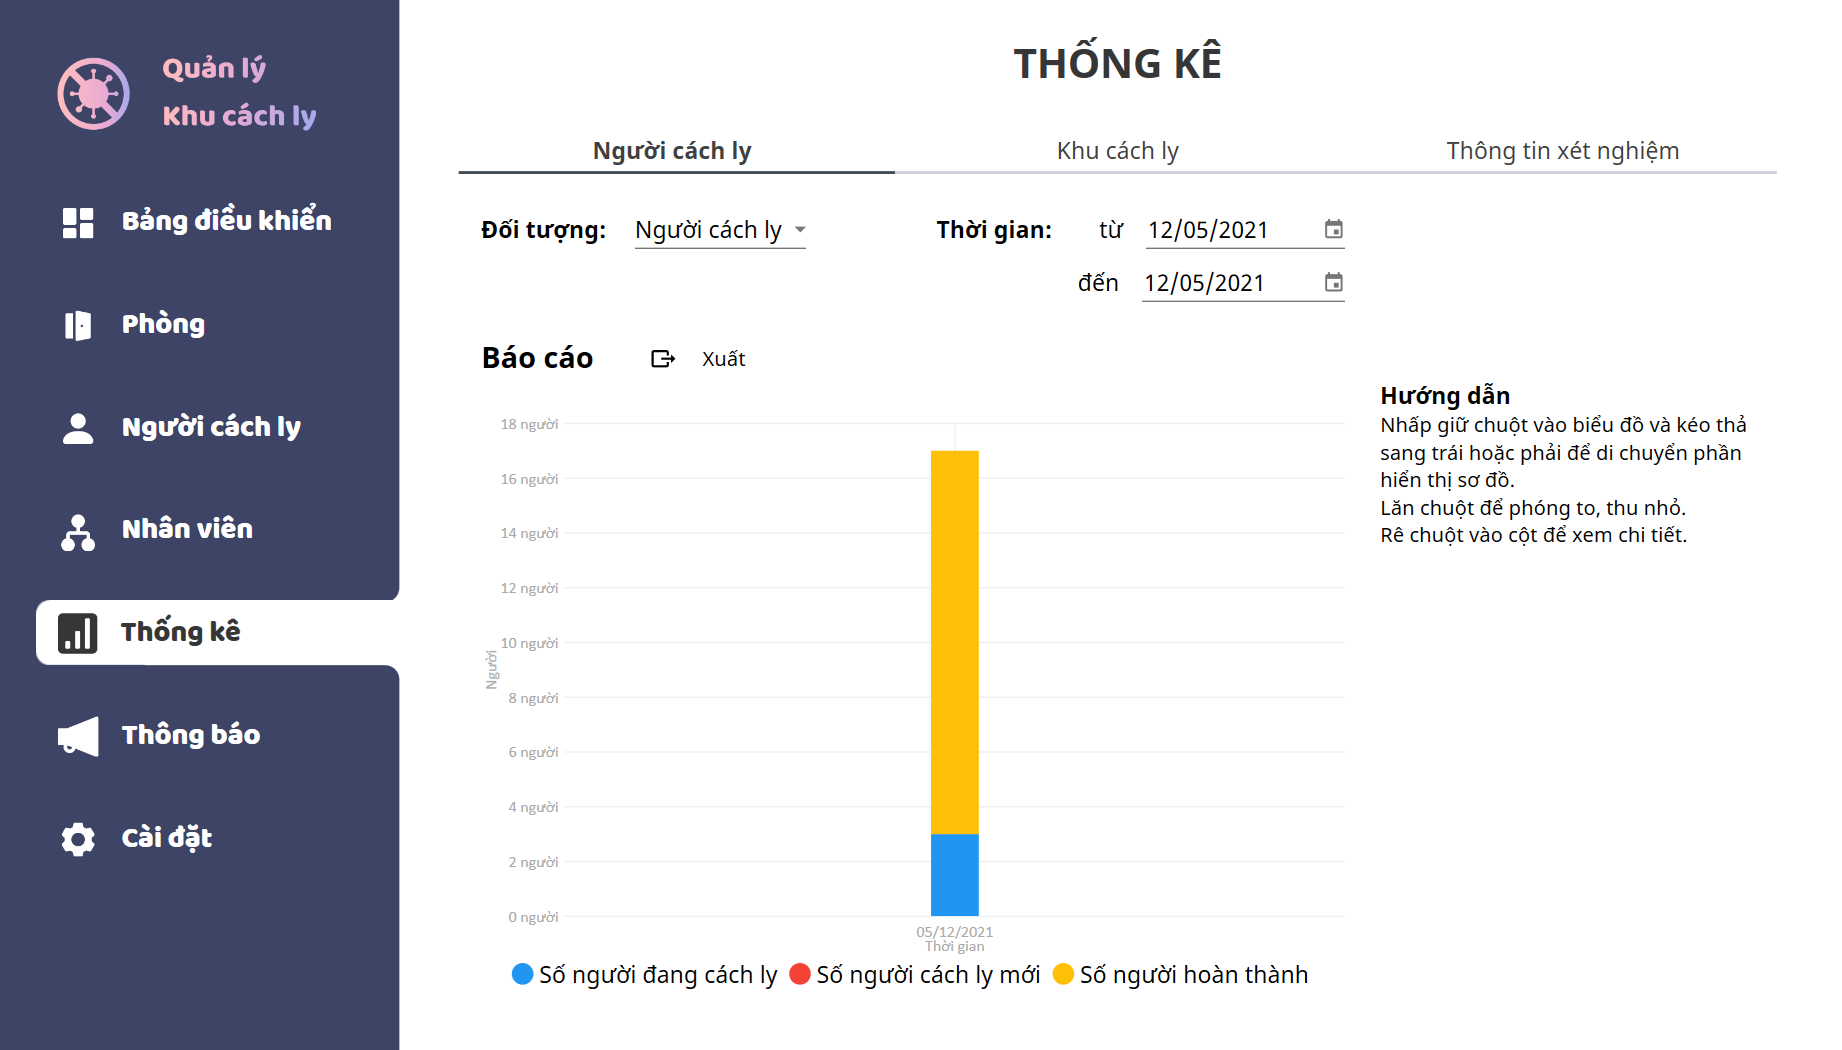 Quản lý
Khu cách ly
Bảng điều khiển
Phòng
Người cách ly
Nhân viên
Thống kê
Thông báo
Cài đặt
THỐNG KÊ
Người cách ly
Khu cách ly
Thông tin xét nghiệm
Đối tượng: Người cách ly
Thời gian: từ 12/05/2021
đến 12/05/2021
Báo cáo
Xuất
18 người
16 người
14 người
12 người
10 người
8 người
6 người
4 người
2 người
0 người
Người
05/12/2021
Thời gian
Số người đang cách ly Số người cách ly mới Số người hoàn thành
Hướng dẫn
Nhấp giữ chuột vào biểu đồ và kéo thả
sang trái hoặc phải để di chuyển phần
hiển thị sơ đồ.
Lăn chuột để phóng to, thu nhỏ.
Rê chuột vào cột để xem chi tiết.